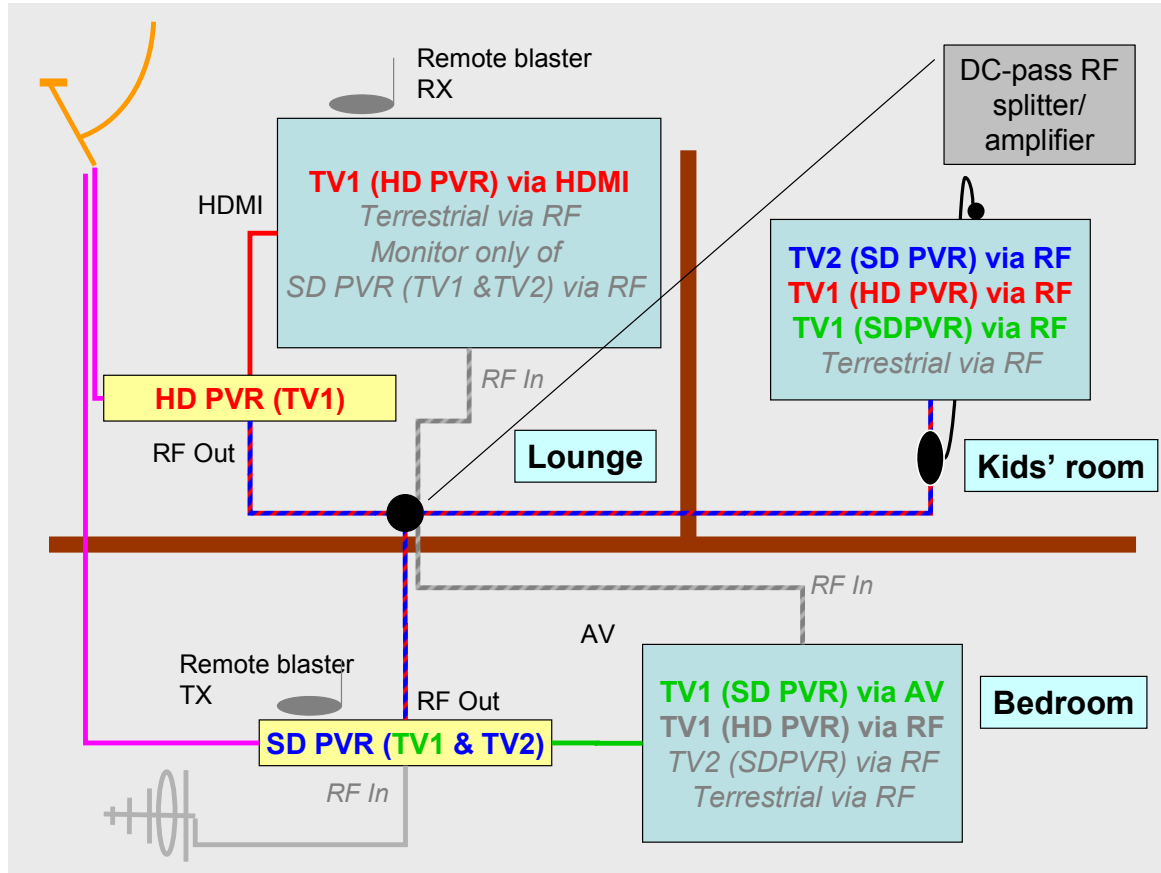 Remote blaster
RX
DC-pass RF
splitter/
amplifier
HDMI
TV1 (HD PVR) via HDMI
Terrestrial via RF
Monitor only of
SD PVR (TV1 &TV2) via RF
TV2 (SD PVR) via RF
TV1 (HD PVR) via RF
TV1 (SDPVR) via RF
Terrestrial via RF
RF In
HD PVR (TV1)
RF Out
Lounge
Kids’ room
RF In
AV
Remote blaster
TX
RF Out
TV1 (SD PVR) via AV
TV1 (HD PVR) via RF
TV2 (SDPVR) via RF
Terrestrial via RF
Bedroom
SD PVR (TV1 & TV2)
RF In